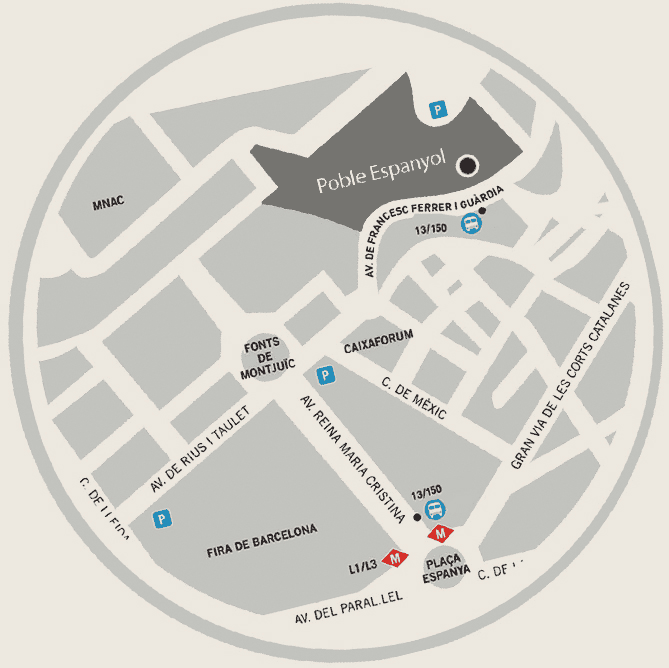 P
Poble Espanyol
MNAC
AV. DE FRANCESC FERRER I GUÀRDIA
13/150
FONTS
DE
MONTJUÏC
CAIXAFORUM
P
C. DE MÈXIC
GRAN VIA DE LES CORTS CATALANES
AV. REINA MARIA CRISTINA
AV. DE RIUS I TAULET
C. DE LLEIDA
P
13/150
FIRA DE BARCELONA
M
L1/L3
M
PLAÇA
ESPANYA
C. DE
AV. DEL PARAL.LEL